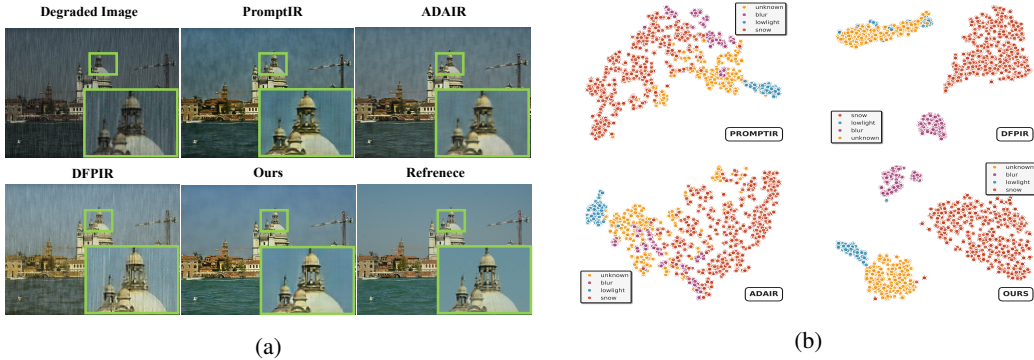 Degraded Image
PromptIR
ADAIR
DFPIR
Ours
Refrenece
(a)
unknown
blur
lowlight
snow
PROMPTIR
snow
lowlight
blur
unknown
DFPIR
unknown
blur
lowlight
snow
ADAIR
unknown
blur
lowlight
snow
OURS
(b)